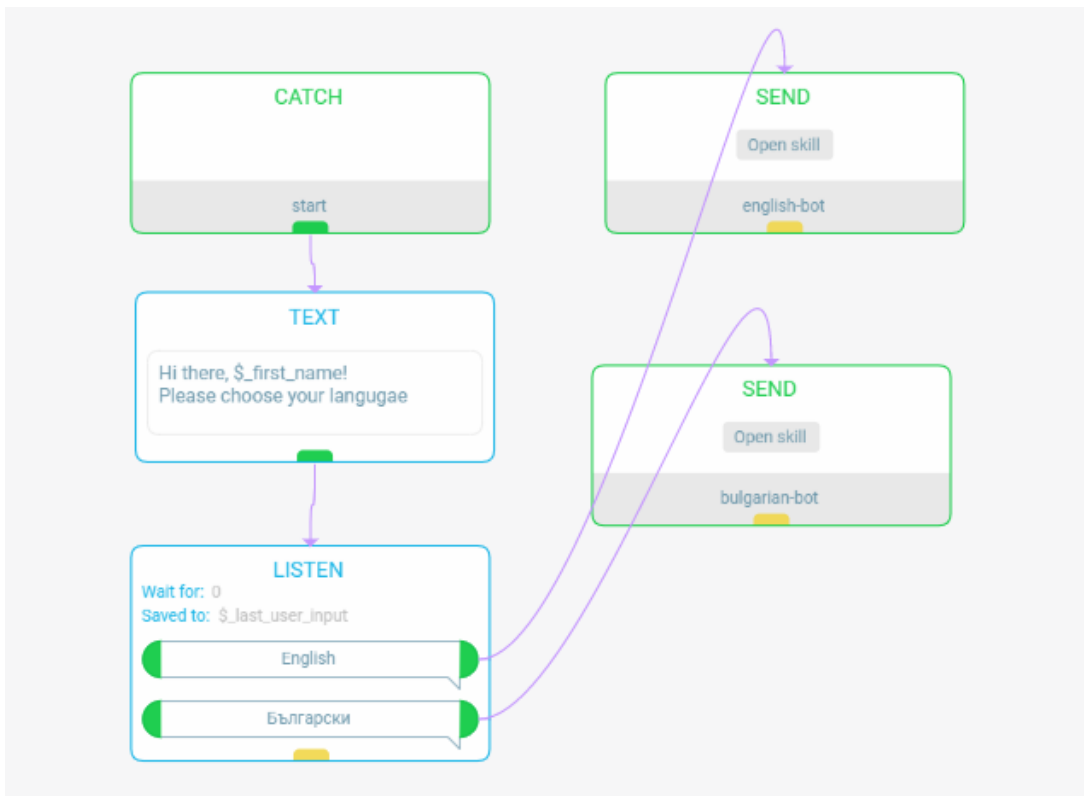 CATCH
start
TEXT
Hi there, $_first_name!
Please choose your langugae
LISTEN
Wait for: 0
Saved to: $_last_user_input
English
Български
SEND
Open skill
english-bot
SEND
Open skill
bulgarian-bot